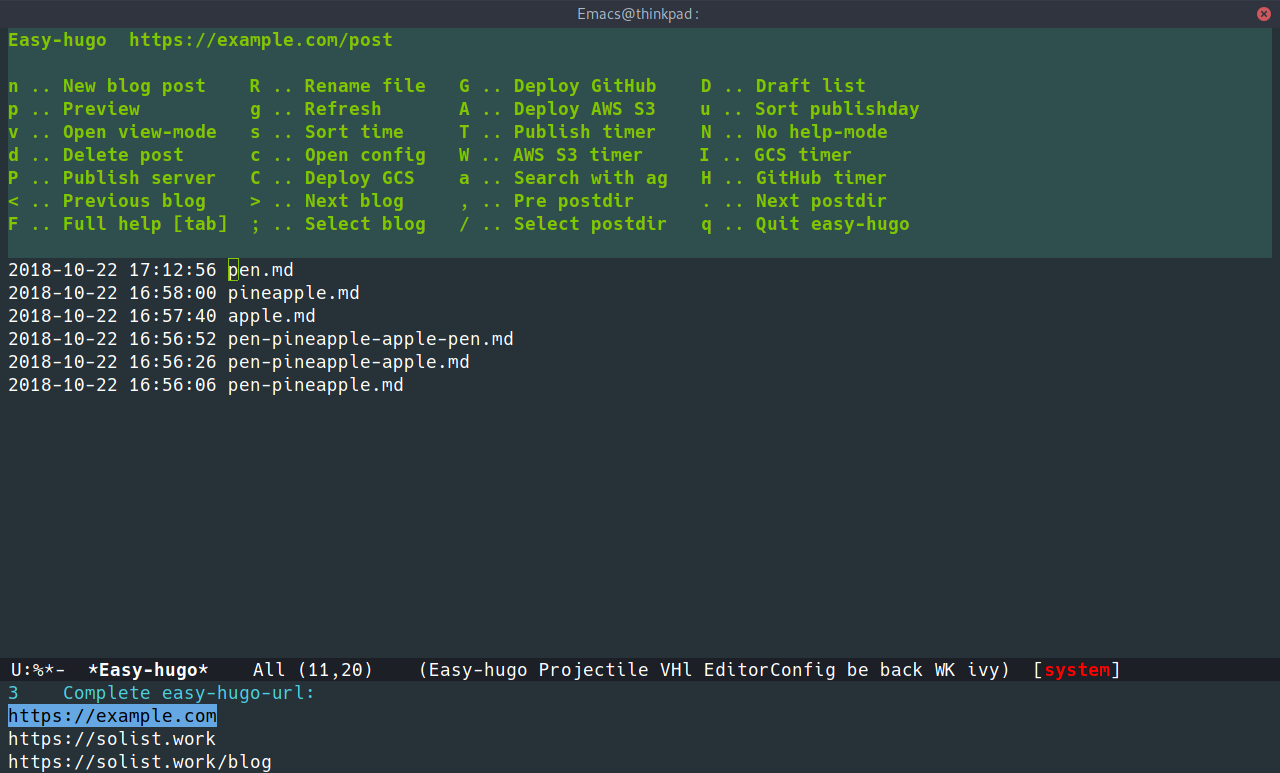 Emacs@thinkpad:
Easy-hugo  https://example.com/post
n .. New blog post    R .. Rename file   G .. Deploy GitHub    D .. Draft list
p .. Preview          g .. Refresh       A .. Deploy AWS S3    u .. Sort publishday
v .. Open view-mode   s .. Sort time     T .. Publish timer    N .. No help-mode
d .. Delete post      c .. Open config   W .. AWS S3 timer     I .. GCS timer
P .. Publish server   C .. Deploy GCS    a .. Search with ag   H .. GitHub timer
< .. Previous blog    > .. Next blog     , .. Pre postdir      . .. Next postdir
F .. Full help [tab]  ; .. Select blog   / .. Select postdir   q .. Quit easy-hugo
2018-10-22 17:12:56 pen.md
2018-10-22 16:58:00 pineapple.md
2018-10-22 16:57:40 apple.md
2018-10-22 16:56:52 pen-pineapple-apple-pen.md
2018-10-22 16:56:26 pen-pineapple-apple.md
2018-10-22 16:56:06 pen-pineapple.md
U:%*-  *Easy-hugo*    All (11,20)    (Easy-hugo Projectile VHl EditorConfig be back WK ivy)  [system]
3    Complete easy-hugo-url:
https://example.com
https://solist.work
https://solist.work/blog